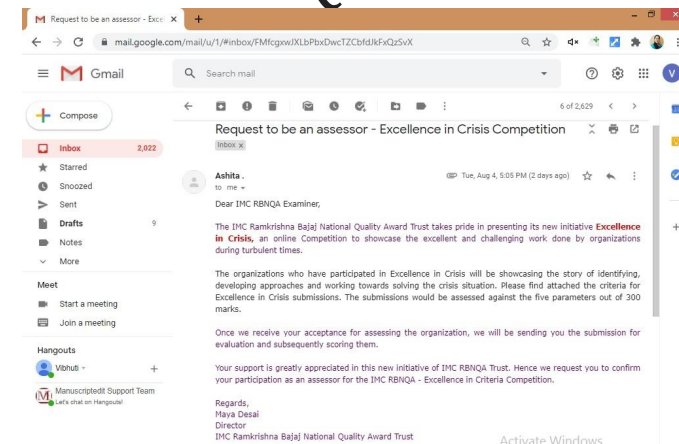 Request to be an assessor - Excel
mail.google.com/mail/u/1/#inbox/FMfcgxwJXLbPbxDwcTZCbfdJkFxQzSvX
Gmail
Search mail
Compose
6 of 2,629
Request to be an assessor - Excellence in Crisis Competition
Inbox x
Inbox 2,022
Starred
Snoozed
Sent
Drafts 9
Notes
More
Meet
Start a meeting
Join a meeting
Hangouts
Vibhuti
Manuscriptedit Support Team
Let's chat on Hangouts!
Ashita .
Tue, Aug 4, 5:05 PM (2 days ago)
to me
Dear IMC RBNQA Examiner,
The IMC Ramkrishna Bajaj National Quality Award Trust takes pride in presenting its new initiative Excellence
in Crisis, an online Competition to showcase the excellent and challenging work done by organizations
during turbulent times.
The organizations who have participated in Excellence in Crisis will be showcasing the story of identifying,
developing approaches and working towards solving the crisis situation. Please find attached the criteria for
Excellence in Crisis submissions. The submissions would be assessed against the five parameters out of 300
marks.
Once we receive your acceptance for assessing the organization, we will be sending you the submission for
evaluation and subsequently scoring them.
Your support is greatly appreciated in this new initiative of IMC RBNQA Trust. Hence we request you to confirm
your participation as an assessor for the IMC RBNQA - Excellence in Criteria Competition.
Regards,
Maya Desai
Director
IMC Ramkrishna Bajaj National Quality Award Trust
Activate Windows